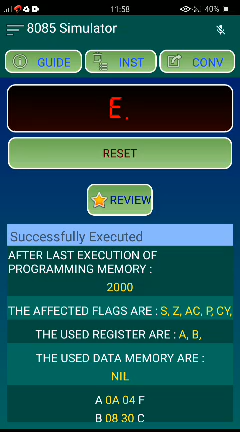 11:58
40%
8085 Simulator
GUIDE
INST
CONV
E.
RESET
REVIEW
Successfully Executed
AFTER LAST EXECUTION OF
PROGRAMMING MEMORY :
2000
THE AFFECTED FLAGS ARE : S, Z, AC, P, CY,
THE USED REGISTER ARE : A, B,
THE USED DATA MEMORY ARE :
NIL
A 0A 04 F
B 08 30 C